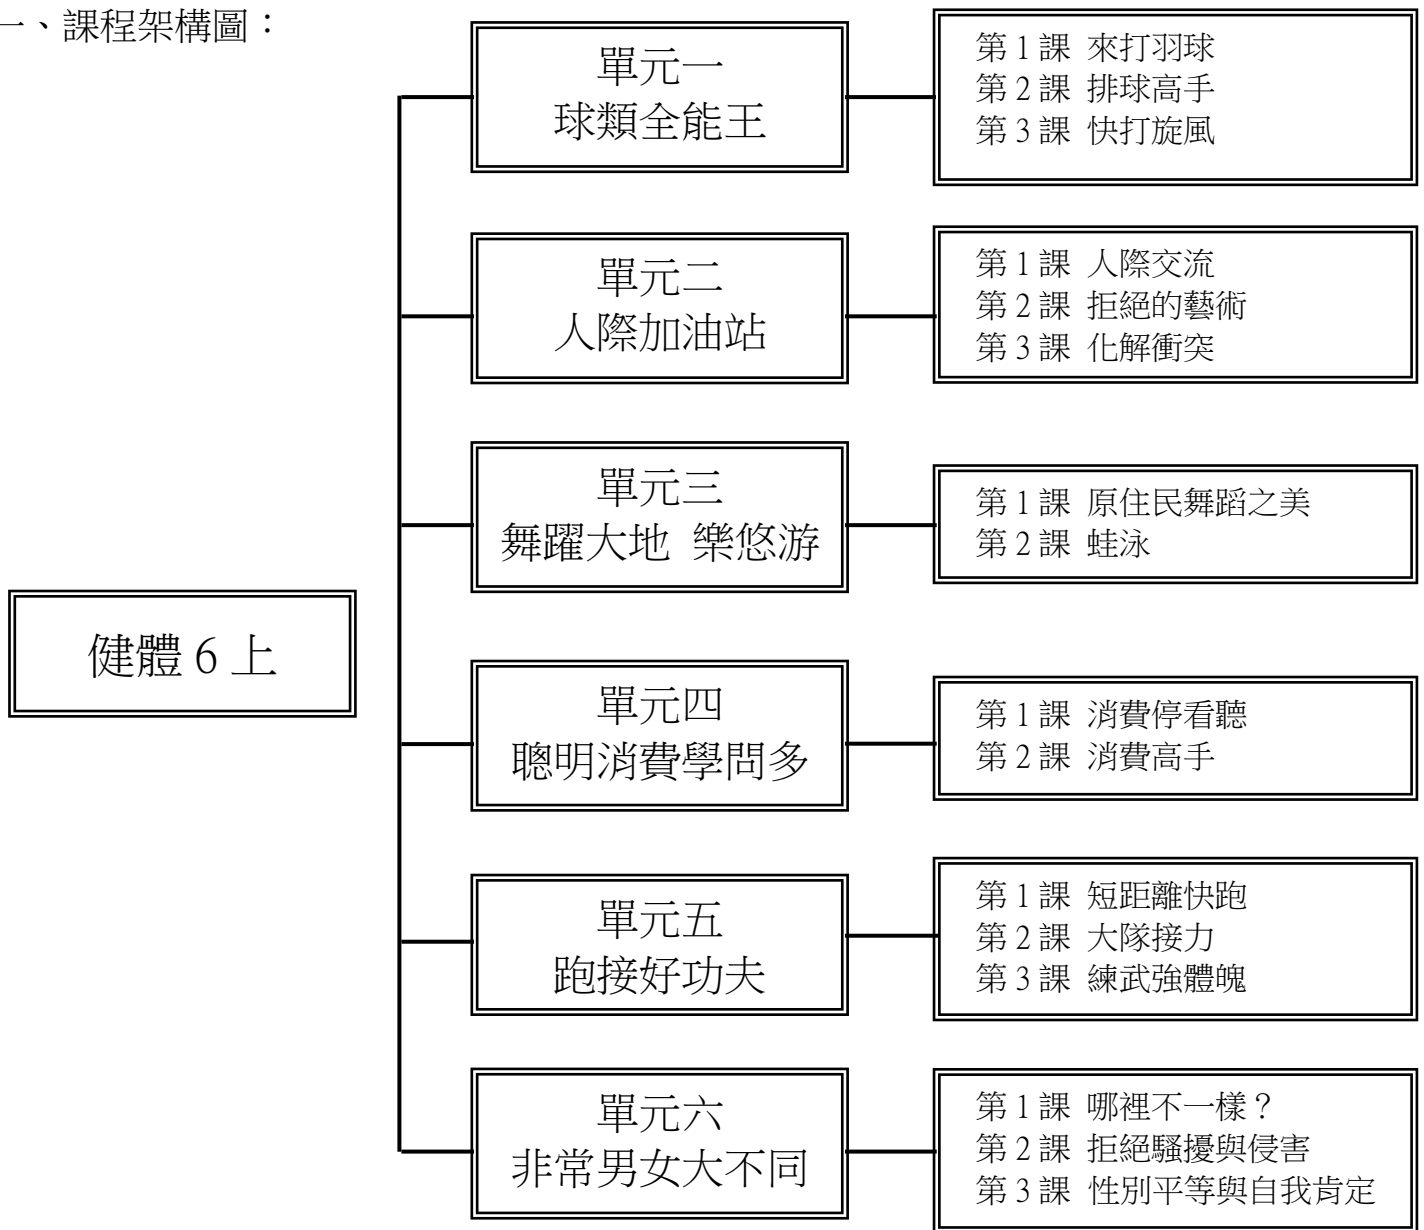 一、課程架構圖：
健體 6 上
單元一
球類全能王
第 1 課 來打羽球
第 2 課 排球高手
第 3 課 快打旋風
單元二
人際加油站
第 1 課 人際交流
第 2 課 拒絕的藝術
第 3 課 化解衝突
單元三
舞躍大地 樂悠游
第 1 課 原住民舞蹈之美
第 2 課 蛙泳
單元四
聰明消費學問多
第 1 課 消費停看聽
第 2 課 消費高手
單元五
跑接好功夫
第 1 課 短距離快跑
第 2 課 大隊接力
第 3 課 練武強體魄
單元六
非常男女大不同
第 1 課 哪裡不一樣？
第 2 課 拒絕騷擾與侵害
第 3 課 性別平等與自我肯定